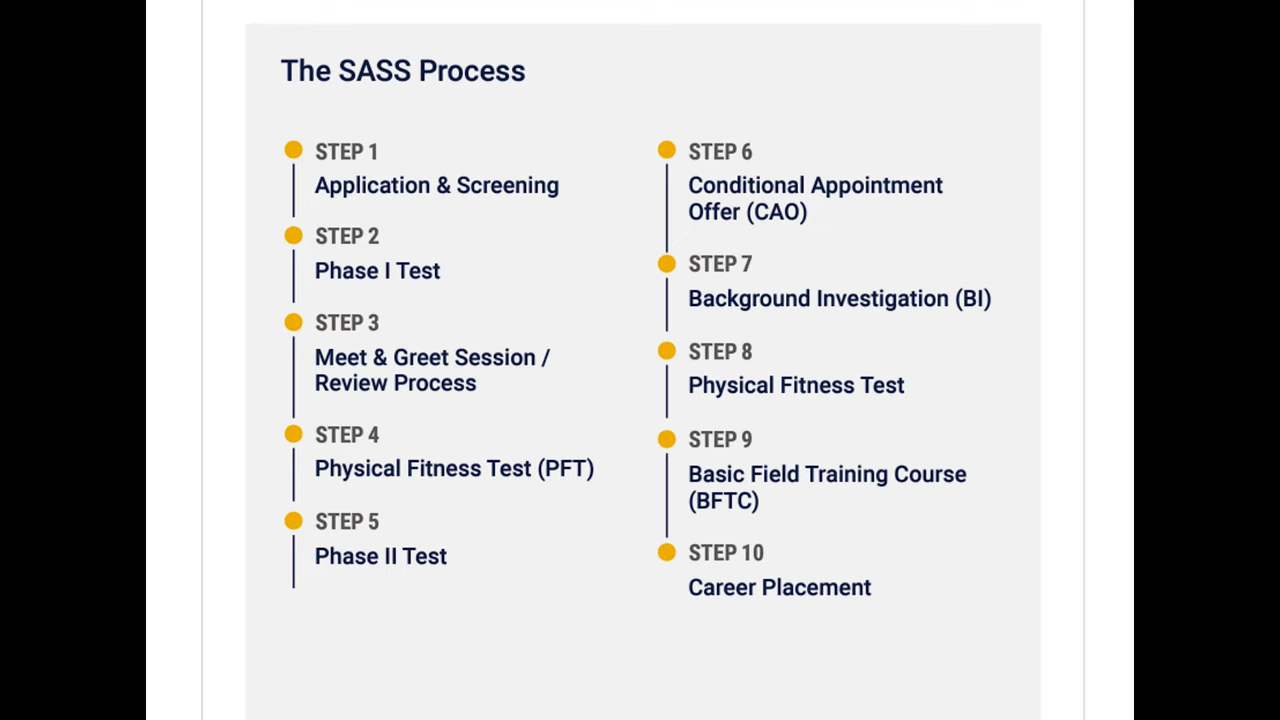 The SASS Process
STEP 1
Application & Screening
STEP 2
Phase I Test
STEP 3
Meet & Greet Session /
Review Process
STEP 4
Physical Fitness Test (PFT)
STEP 5
Phase II Test
STEP 6
Conditional Appointment
Offer (CAO)
STEP 7
Background Investigation (BI)
STEP 8
Physical Fitness Test
STEP 9
Basic Field Training Course
(BFTC)
STEP 10
Career Placement